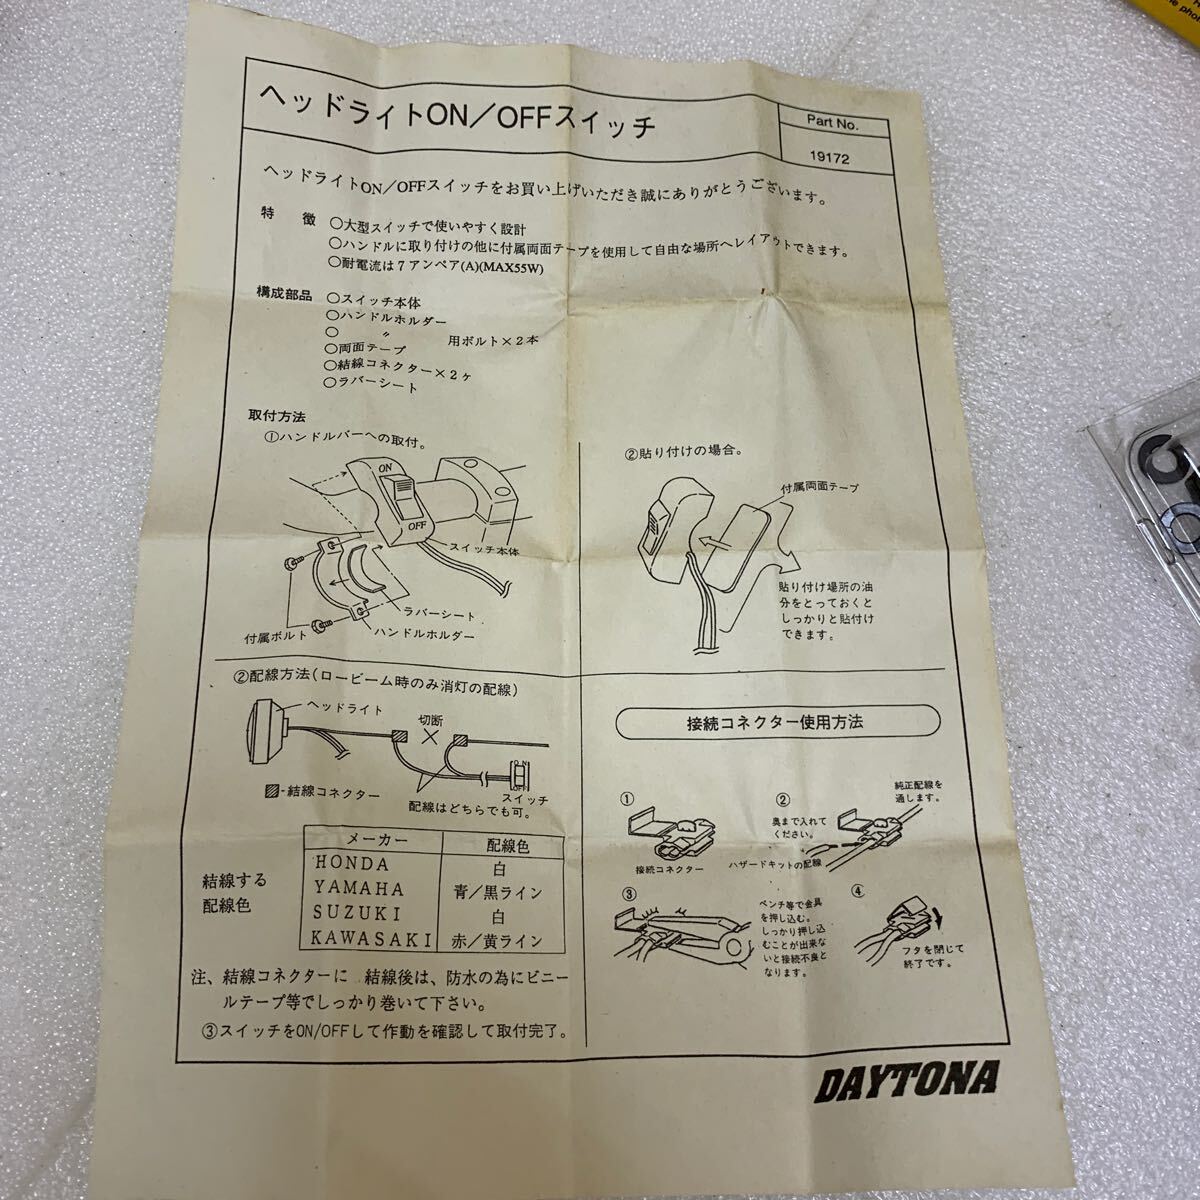 ヘッドライトON／OFFスイッチ
Part No.
19172
ヘッドライトON／OFFスイッチをお買い上げいただき誠にありがとうございます。
特　徴 ○大型スイッチで使いやすく設計
○ハンドルに取り付けの他に付属両面テープを使用して自由な場所へレイアウトできます。
○耐電流は7アンペア(A)(MAX55W)
構成部品 ○スイッチ本体
○ハンドルホルダー
○　〃　用ボルト×2本
○両面テープ
○結線コネクター×2ヶ
○ラバーシート
取付方法
①ハンドルバーへの取付。
ON
OFF
スイッチ本体
ラバーシート
付属ボルト
ハンドルホルダー
②貼り付けの場合。
付属両面テープ
貼り付け場所の油
分をとっておくと
しっかりと貼付け
できます。
②配線方法(ロービーム時のみ消灯の配線)
ヘッドライト
切断
スイッチ
▨-結線コネクター
配線はどちらでも可。
結線する
配線色
メーカー 配線色
HONDA 白
YAMAHA 青／黒ライン
SUZUKI 白
KAWASAKI 赤／黄ライン
注、結線コネクターに　結線後は、防水の為にビニー
ルテープ等でしっかり巻いて下さい。
③スイッチをON/OFFして作動を確認して取付完了。
接続コネクター使用方法
①
接続コネクター
②
奥まで入れて
ください。
純正配線を
通します。
ハザードキットの配線
③
ペンチ等で金具
を押し込む。
しっかり押し込
むことが出来な
いと接続不良と
なります。
④
フタを閉じて
終了です。
DAYTONA